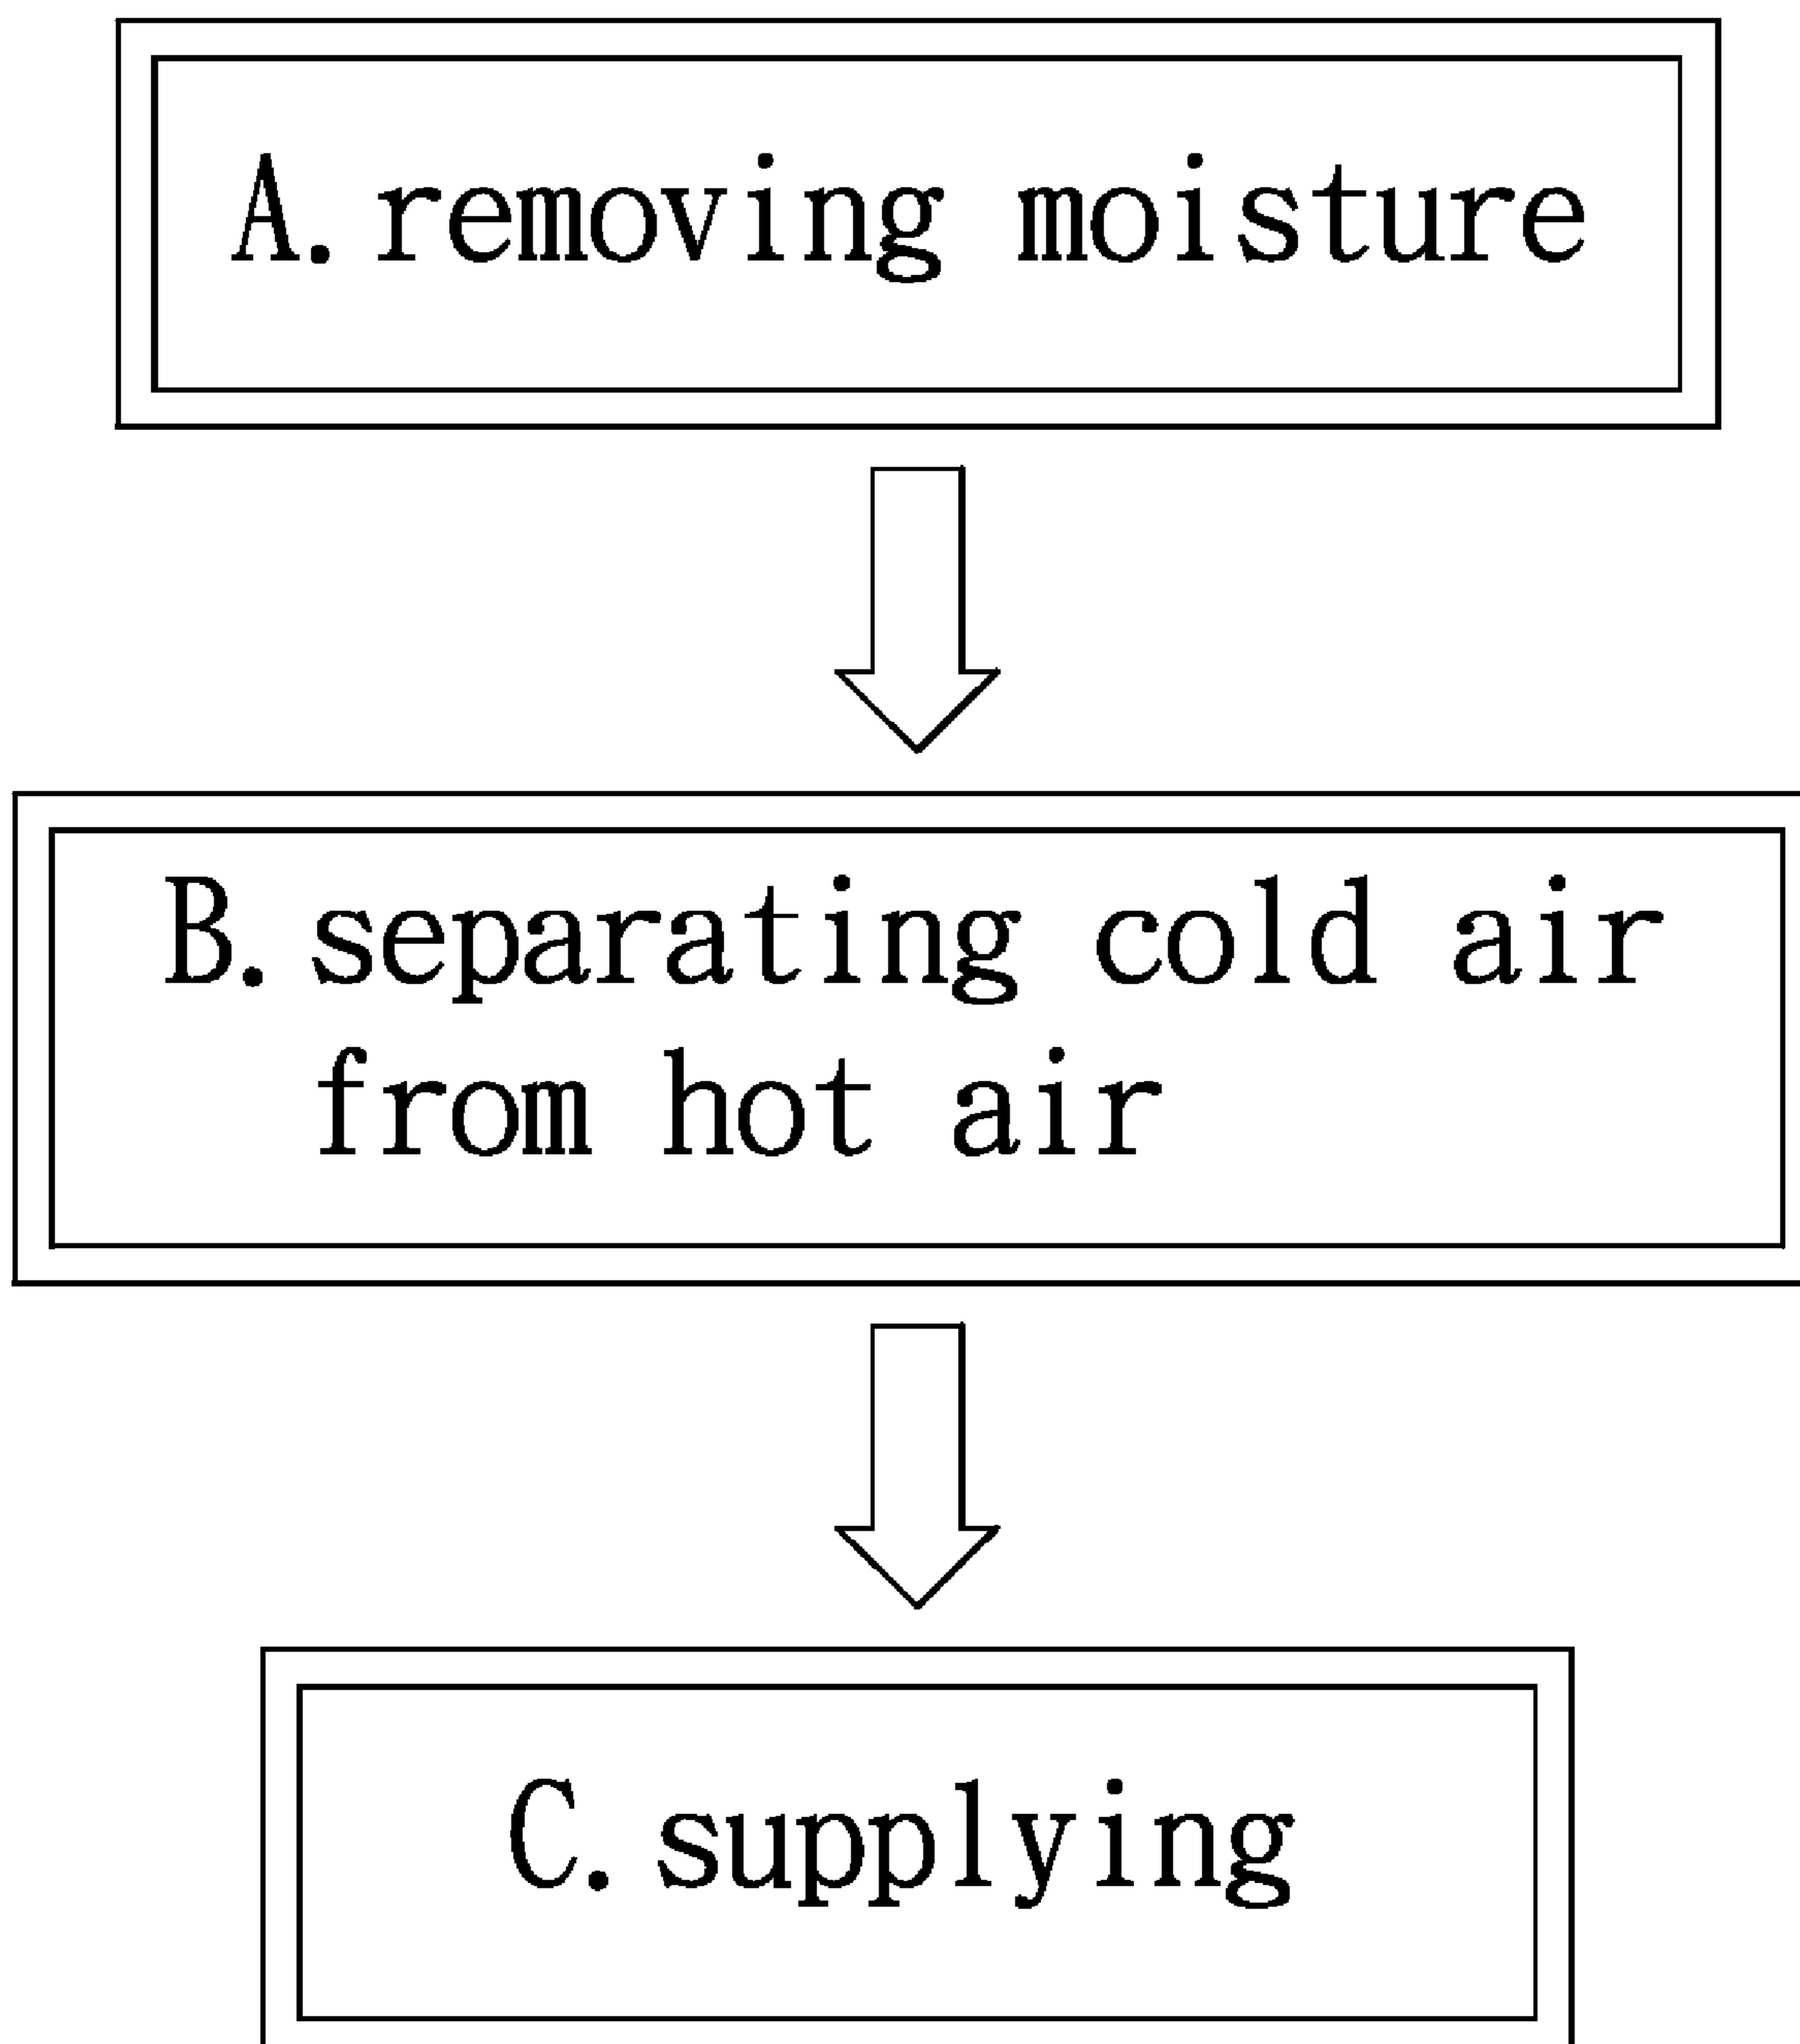 A. removing moisture
B. separating cold air
from hot air
C. supplying